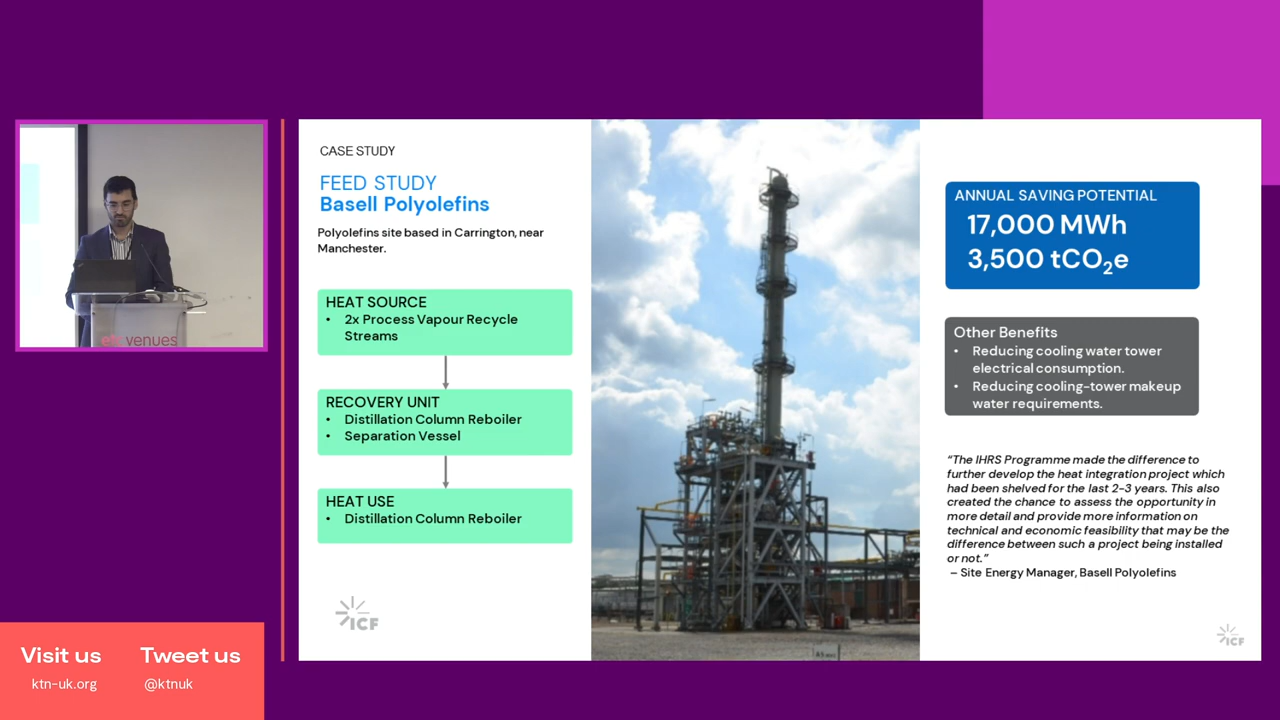 CASE STUDY
FEED STUDY
Basell Polyolefins
Polyolefins site based in Carrington, near
Manchester.
HEAT SOURCE
• 2x Process Vapour Recycle
Streams
RECOVERY UNIT
• Distillation Column Reboiler
• Separation Vessel
HEAT USE
• Distillation Column Reboiler
ICF
ANNUAL SAVING POTENTIAL
17,000 MWh
3,500 tCO₂e
Other Benefits
• Reducing cooling water tower
electrical consumption.
• Reducing cooling-tower makeup
water requirements.
“The IHRS Programme made the difference to
further develop the heat integration project which
had been shelved for the last 2-3 years. This also
created the chance to assess the opportunity in
more detail and provide more information on
technical and economic feasibility that may be the
difference between such a project being installed
or not.”
– Site Energy Manager, Basell Polyolefins
ICF
venues
Visit us
ktn-uk.org
Tweet us
@ktnuk